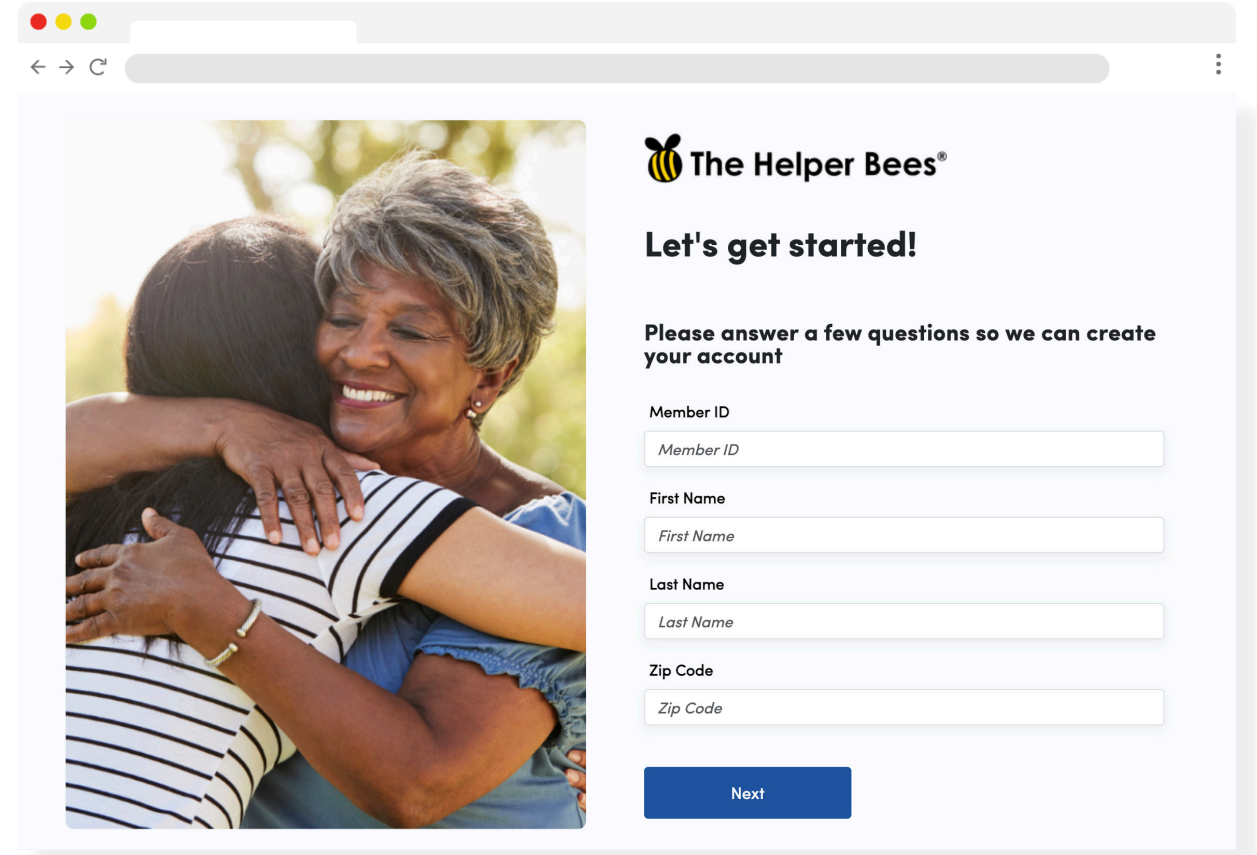 The Helper Bees®
Let's get started!
Please answer a few questions so we can create
your account
Member ID
Member ID
First Name
First Name
Last Name
Last Name
Zip Code
Zip Code
Next